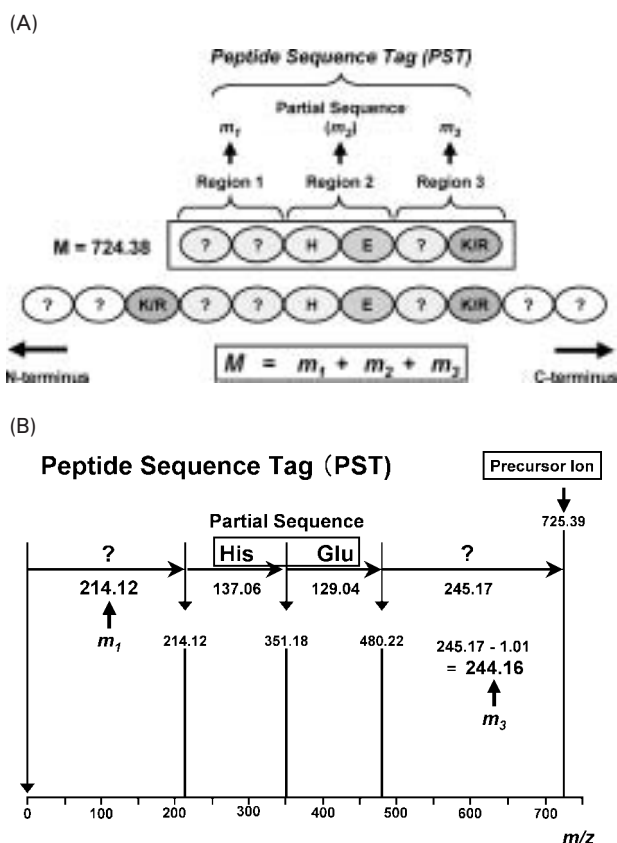 (A)
Peptide Sequence Tag (PST)
Partial Sequence
m1 (m2) m3
Region 1 Region 2 Region 3
M = 724.38 ? ? H E ? K/R
? ? K/R ? ? H E ? K/R ? ?
N-terminus M = m1 + m2 + m3 C-terminus
(B)
Peptide Sequence Tag (PST)
Precursor Ion
725.39
Partial Sequence
? His Glu ?
214.12 137.06 129.04 245.17
m1
214.12 351.18 480.22 245.17 - 1.01
= 244.16
m3
0 100 200 300 400 500 600 700
m/z